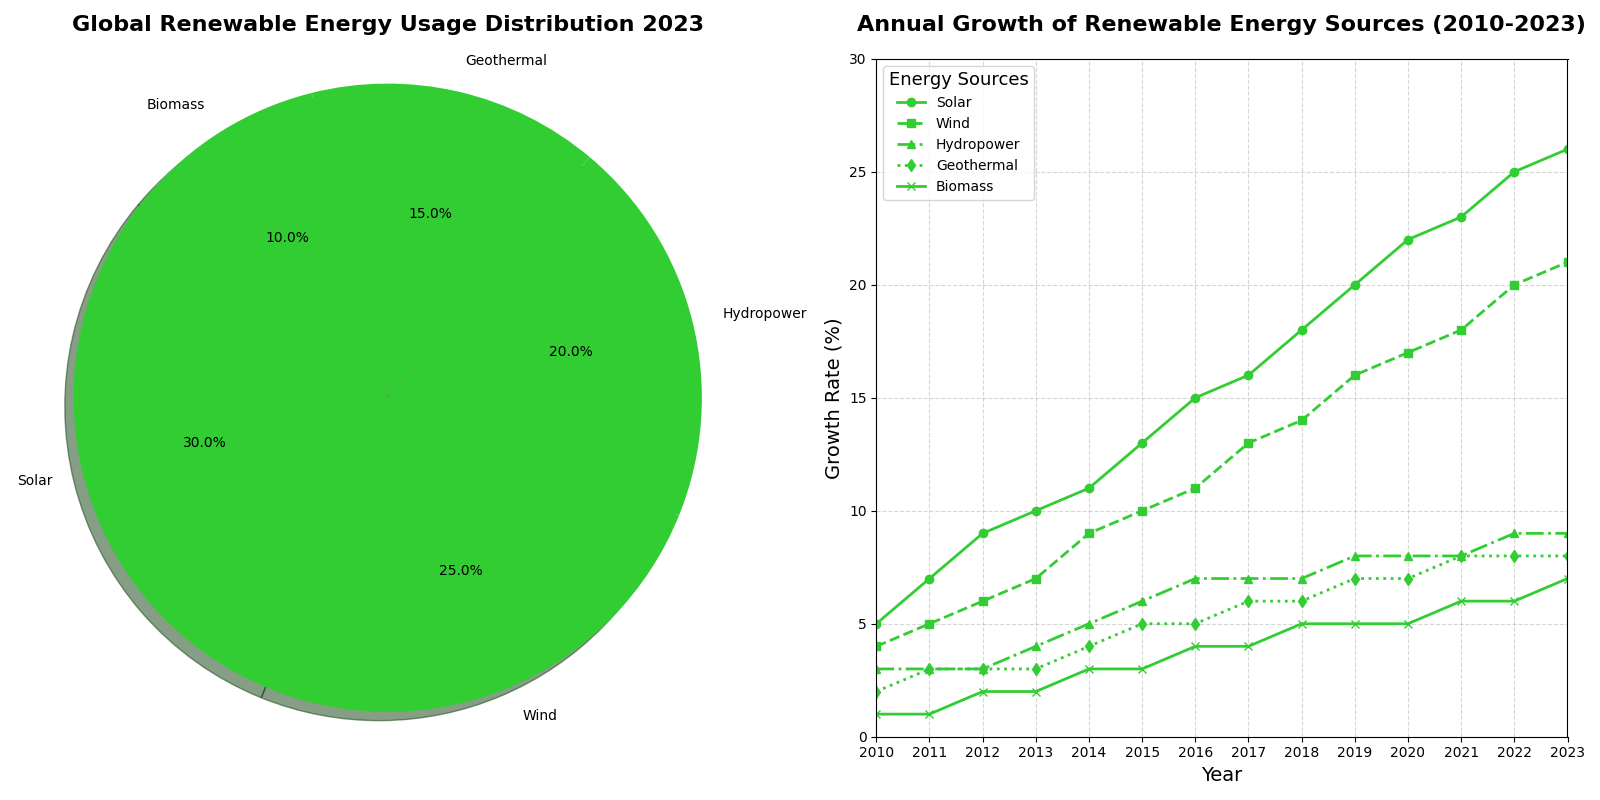 Global Renewable Energy Usage Distribution 2023
Geothermal
Biomass
15.0%
10.0%
Hydropower
20.0%
30.0%
Solar
25.0%
Wind
Annual Growth of Renewable Energy Sources (2010-2023)
Energy Sources
Solar
Wind
Hydropower
Geothermal
Biomass
Growth Rate (%)
30
25
20
15
10
5
0
2010 2011 2012 2013 2014 2015 2016 2017 2018 2019 2020 2021 2022 2023
Year